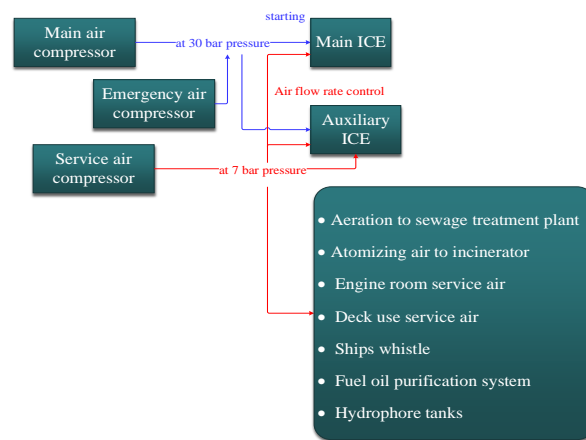 starting
Main air
compressor
at 30 bar pressure
Main ICE
Emergency air
compressor
Air flow rate control
Auxiliary
ICE
Service air
compressor
at 7 bar pressure
• Aeration to sewage treatment plant
• Atomizing air to incinerator
• Engine room service air
• Deck use service air
• Ships whistle
• Fuel oil purification system
• Hydrophore tanks